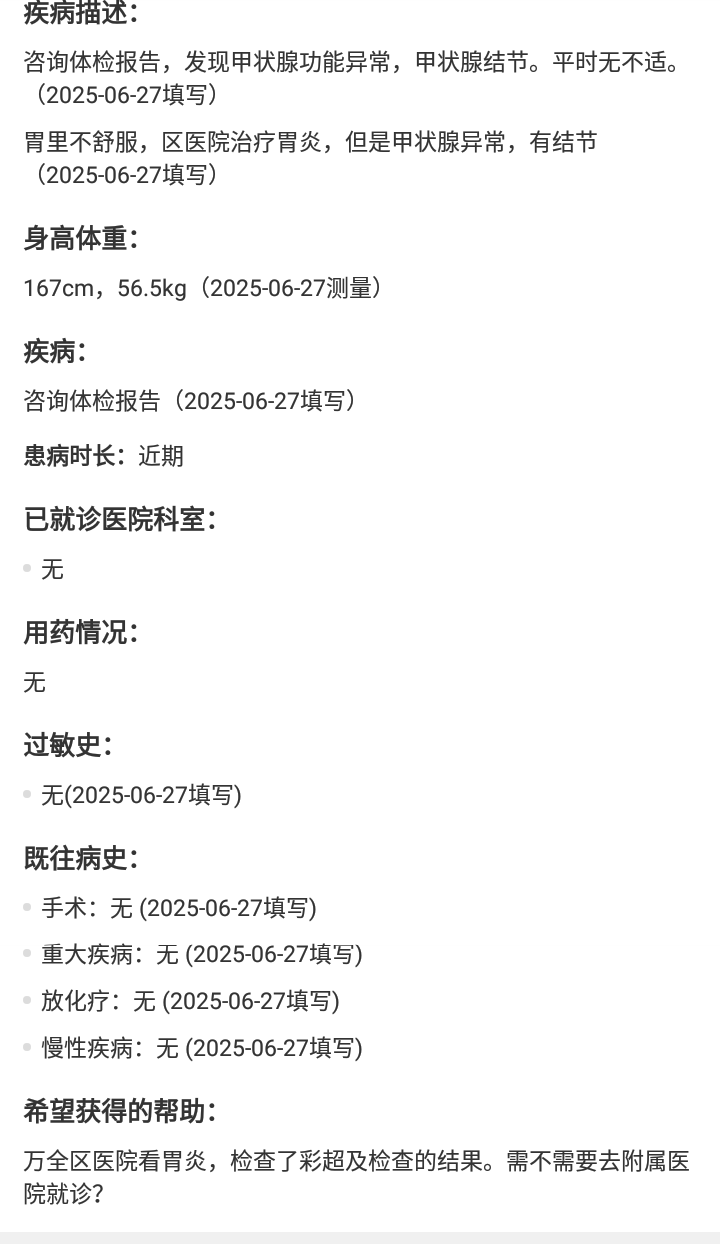 疾病描述：
咨询体检报告，发现甲状腺功能异常，甲状腺结节。平时无不适。
（2025-06-27填写）
胃里不舒服，区医院治疗胃炎，但是甲状腺异常，有结节
（2025-06-27填写）
身高体重：
167cm，56.5kg（2025-06-27测量）
疾病：
咨询体检报告（2025-06-27填写）
患病时长：近期
已就诊医院科室：
无
用药情况：
无
过敏史：
无(2025-06-27填写)
既往病史：
手术：无 (2025-06-27填写)
重大疾病：无 (2025-06-27填写)
放化疗：无 (2025-06-27填写)
慢性疾病：无 (2025-06-27填写)
希望获得的帮助：
万全区医院看胃炎，检查了彩超及检查的结果。需不需要去附属医
院就诊？